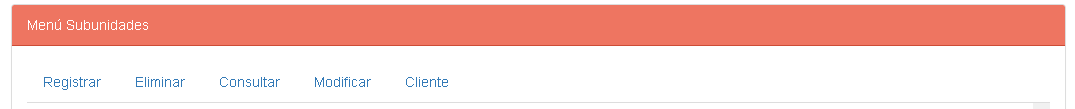 Menú Subunidades
Registrar Eliminar Consultar Modificar Cliente